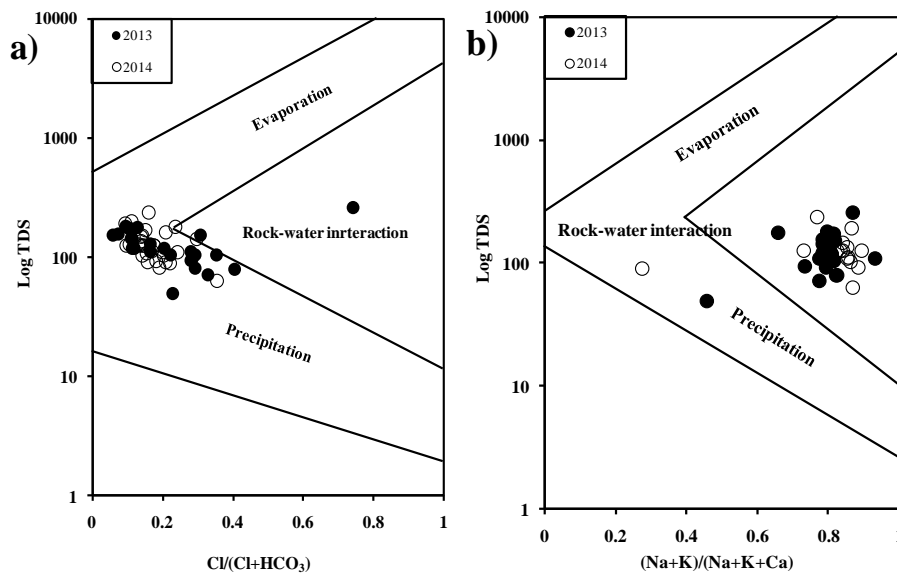 a)
2013
2014
10000
1000
100
10
1
Log TDS
Evaporation
Rock-water inrteraction
Precipitation
0 0.2 0.4 0.6 0.8 1
Cl/(Cl+HCO₃)
b)
2013
2014
10000
1000
100
10
1
Log TDS
Evaporation
Rock-water interaction
Precipitation
0 0.2 0.4 0.6 0.8 1
(Na+K)/(Na+K+Ca)